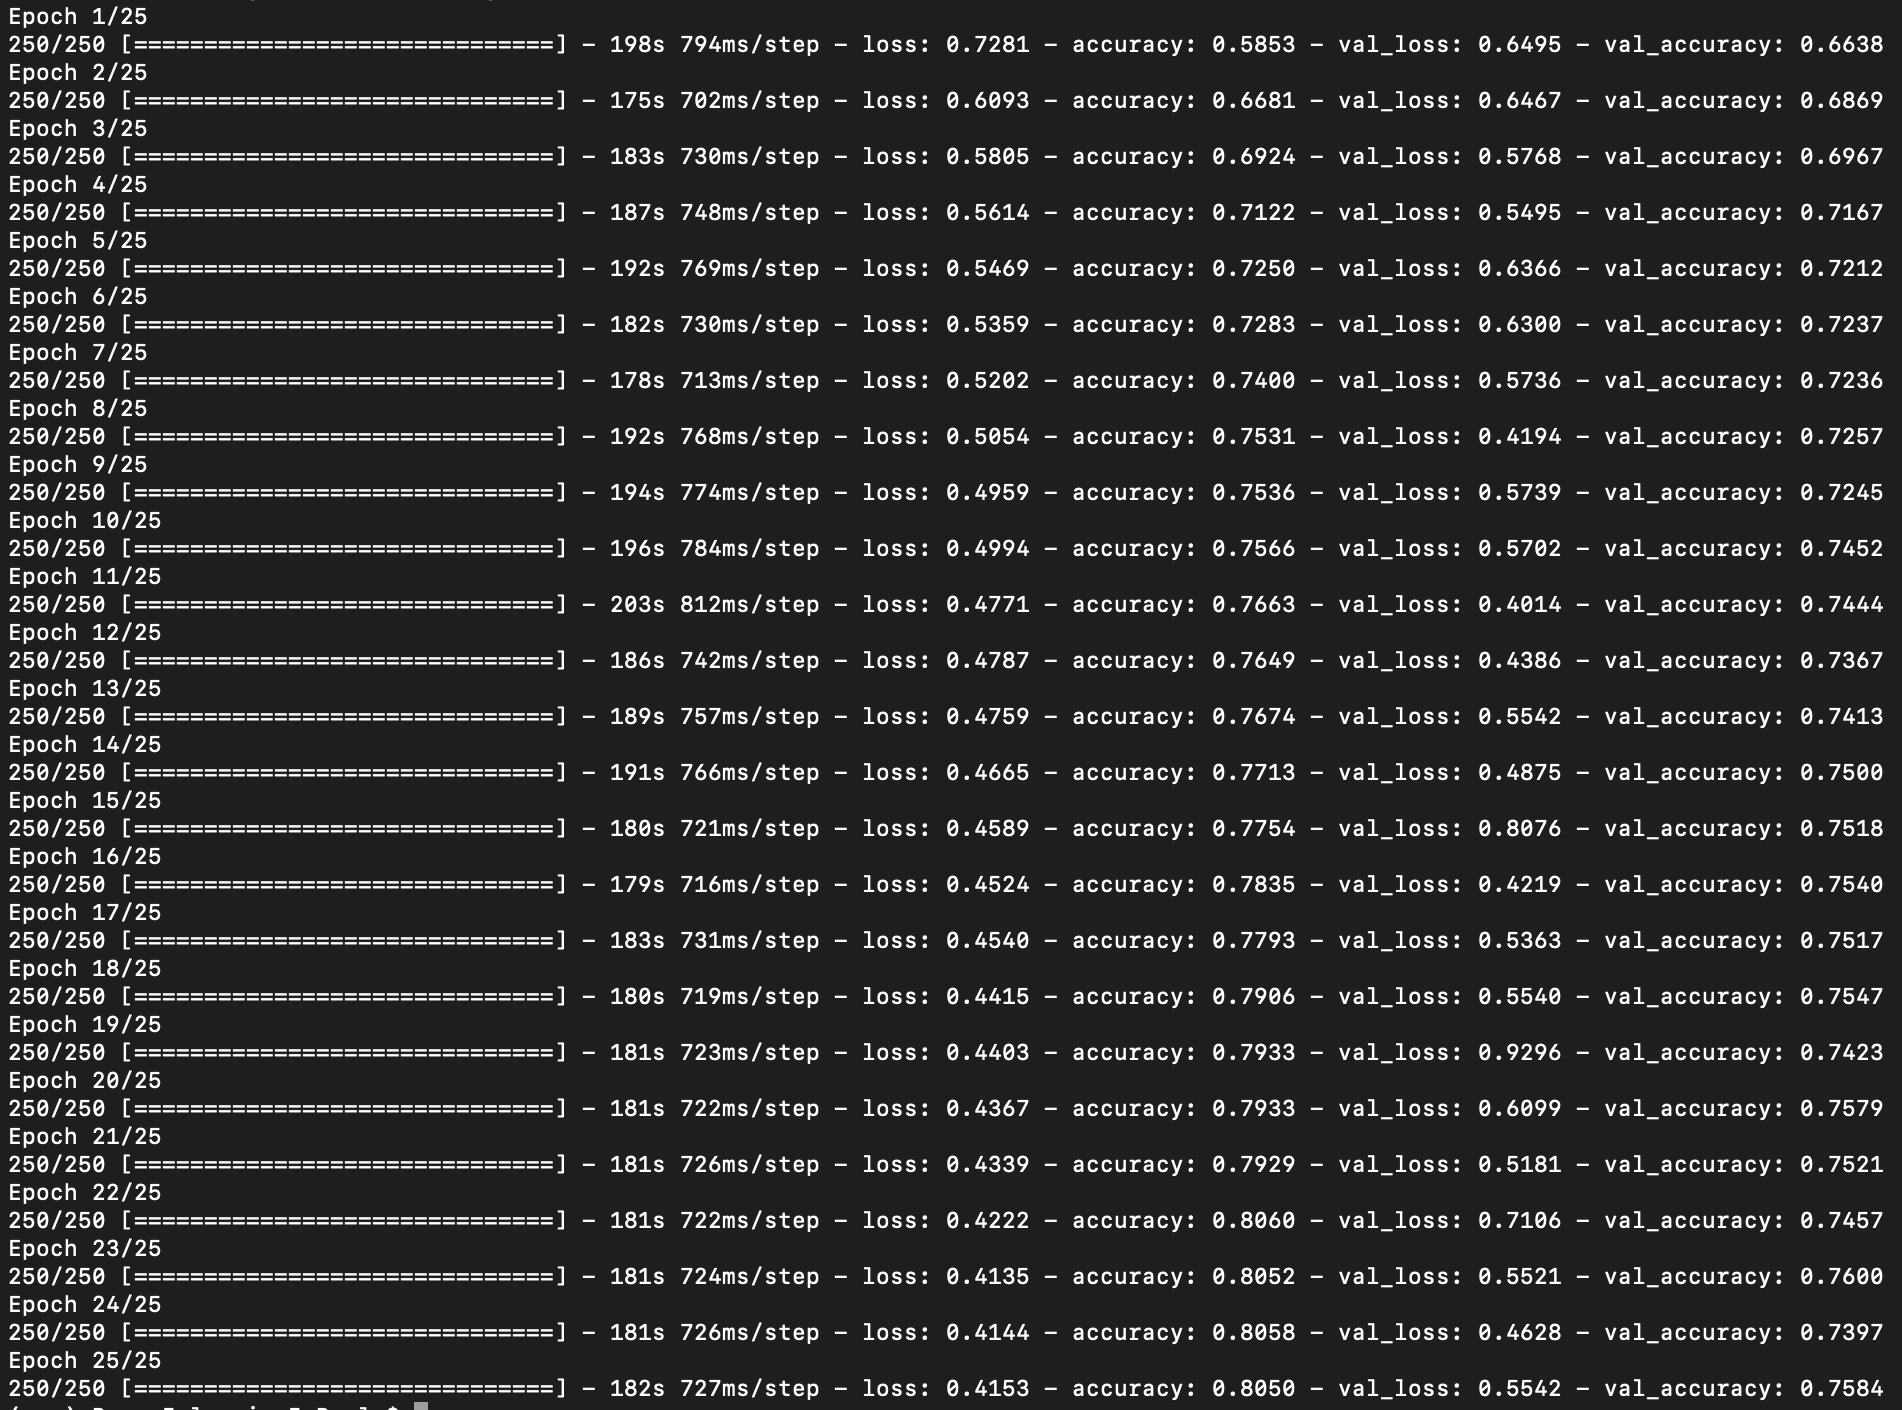 Epoch 1/25
250/250 [==============================] - 198s 794ms/step - loss: 0.7281 - accuracy: 0.5853 - val_loss: 0.6495 - val_accuracy: 0.6638
Epoch 2/25
250/250 [==============================] - 175s 702ms/step - loss: 0.6093 - accuracy: 0.6681 - val_loss: 0.6467 - val_accuracy: 0.6869
Epoch 3/25
250/250 [==============================] - 183s 730ms/step - loss: 0.5805 - accuracy: 0.6924 - val_loss: 0.5768 - val_accuracy: 0.6967
Epoch 4/25
250/250 [==============================] - 187s 748ms/step - loss: 0.5614 - accuracy: 0.7122 - val_loss: 0.5495 - val_accuracy: 0.7167
Epoch 5/25
250/250 [==============================] - 192s 769ms/step - loss: 0.5469 - accuracy: 0.7250 - val_loss: 0.6366 - val_accuracy: 0.7212
Epoch 6/25
250/250 [==============================] - 182s 730ms/step - loss: 0.5359 - accuracy: 0.7283 - val_loss: 0.6300 - val_accuracy: 0.7237
Epoch 7/25
250/250 [==============================] - 178s 713ms/step - loss: 0.5202 - accuracy: 0.7400 - val_loss: 0.5736 - val_accuracy: 0.7236
Epoch 8/25
250/250 [==============================] - 192s 768ms/step - loss: 0.5054 - accuracy: 0.7531 - val_loss: 0.4194 - val_accuracy: 0.7257
Epoch 9/25
250/250 [==============================] - 194s 774ms/step - loss: 0.4959 - accuracy: 0.7536 - val_loss: 0.5739 - val_accuracy: 0.7245
Epoch 10/25
250/250 [==============================] - 196s 784ms/step - loss: 0.4994 - accuracy: 0.7566 - val_loss: 0.5702 - val_accuracy: 0.7452
Epoch 11/25
250/250 [==============================] - 203s 812ms/step - loss: 0.4771 - accuracy: 0.7663 - val_loss: 0.4014 - val_accuracy: 0.7444
Epoch 12/25
250/250 [==============================] - 186s 742ms/step - loss: 0.4787 - accuracy: 0.7649 - val_loss: 0.4386 - val_accuracy: 0.7367
Epoch 13/25
250/250 [==============================] - 189s 757ms/step - loss: 0.4759 - accuracy: 0.7674 - val_loss: 0.5542 - val_accuracy: 0.7413
Epoch 14/25
250/250 [==============================] - 191s 766ms/step - loss: 0.4665 - accuracy: 0.7713 - val_loss: 0.4875 - val_accuracy: 0.7500
Epoch 15/25
250/250 [==============================] - 180s 721ms/step - loss: 0.4589 - accuracy: 0.7754 - val_loss: 0.8076 - val_accuracy: 0.7518
Epoch 16/25
250/250 [==============================] - 179s 716ms/step - loss: 0.4524 - accuracy: 0.7835 - val_loss: 0.4219 - val_accuracy: 0.7540
Epoch 17/25
250/250 [==============================] - 183s 731ms/step - loss: 0.4540 - accuracy: 0.7793 - val_loss: 0.5363 - val_accuracy: 0.7517
Epoch 18/25
250/250 [==============================] - 180s 719ms/step - loss: 0.4415 - accuracy: 0.7906 - val_loss: 0.5540 - val_accuracy: 0.7547
Epoch 19/25
250/250 [==============================] - 181s 723ms/step - loss: 0.4403 - accuracy: 0.7933 - val_loss: 0.9296 - val_accuracy: 0.7423
Epoch 20/25
250/250 [==============================] - 181s 722ms/step - loss: 0.4367 - accuracy: 0.7933 - val_loss: 0.6099 - val_accuracy: 0.7579
Epoch 21/25
250/250 [==============================] - 181s 726ms/step - loss: 0.4339 - accuracy: 0.7929 - val_loss: 0.5181 - val_accuracy: 0.7521
Epoch 22/25
250/250 [==============================] - 181s 722ms/step - loss: 0.4222 - accuracy: 0.8060 - val_loss: 0.7106 - val_accuracy: 0.7457
Epoch 23/25
250/250 [==============================] - 181s 724ms/step - loss: 0.4135 - accuracy: 0.8052 - val_loss: 0.5521 - val_accuracy: 0.7600
Epoch 24/25
250/250 [==============================] - 181s 726ms/step - loss: 0.4144 - accuracy: 0.8058 - val_loss: 0.4628 - val_accuracy: 0.7397
Epoch 25/25
250/250 [==============================] - 182s 727ms/step - loss: 0.4153 - accuracy: 0.8050 - val_loss: 0.5542 - val_accuracy: 0.7584